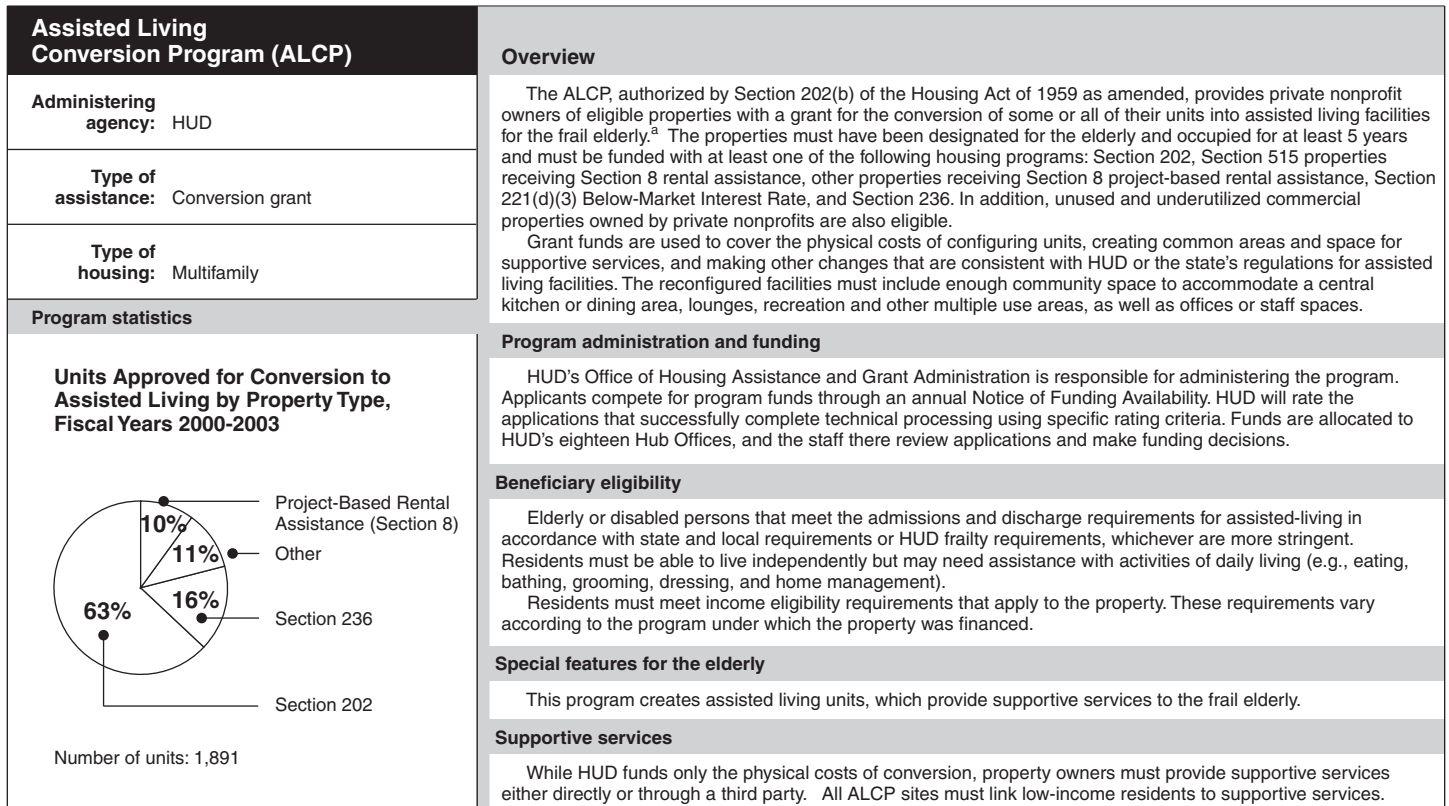 Assisted Living
Conversion Program (ALCP)
Administering
agency: HUD
Type of
assistance: Conversion grant
Type of
housing: Multifamily
Program statistics
Units Approved for Conversion to
Assisted Living by Property Type,
Fiscal Years 2000-2003
10%
11%
16%
63%
Project-Based Rental
Assistance (Section 8)
Other
Section 236
Section 202
Number of units: 1,891
Overview
The ALCP, authorized by Section 202(b) of the Housing Act of 1959 as amended, provides private nonprofit
owners of eligible properties with a grant for the conversion of some or all of their units into assisted living facilities
for the frail elderly.a The properties must have been designated for the elderly and occupied for at least 5 years
and must be funded with at least one of the following housing programs: Section 202, Section 515 properties
receiving Section 8 rental assistance, other properties receiving Section 8 project-based rental assistance, Section
221(d)(3) Below-Market Interest Rate, and Section 236. In addition, unused and underutilized commercial
properties owned by private nonprofits are also eligible.
Grant funds are used to cover the physical costs of configuring units, creating common areas and space for
supportive services, and making other changes that are consistent with HUD or the state's regulations for assisted
living facilities. The reconfigured facilities must include enough community space to accommodate a central
kitchen or dining area, lounges, recreation and other multiple use areas, as well as offices or staff spaces.
Program administration and funding
HUD's Office of Housing Assistance and Grant Administration is responsible for administering the program.
Applicants compete for program funds through an annual Notice of Funding Availability. HUD will rate the
applications that successfully complete technical processing using specific rating criteria. Funds are allocated to
HUD's eighteen Hub Offices, and the staff there review applications and make funding decisions.
Beneficiary eligibility
Elderly or disabled persons that meet the admissions and discharge requirements for assisted-living in
accordance with state and local requirements or HUD frailty requirements, whichever are more stringent.
Residents must be able to live independently but may need assistance with activities of daily living (e.g., eating,
bathing, grooming, dressing, and home management).
Residents must meet income eligibility requirements that apply to the property. These requirements vary
according to the program under which the property was financed.
Special features for the elderly
This program creates assisted living units, which provide supportive services to the frail elderly.
Supportive services
While HUD funds only the physical costs of conversion, property owners must provide supportive services
either directly or through a third party. All ALCP sites must link low-income residents to supportive services.